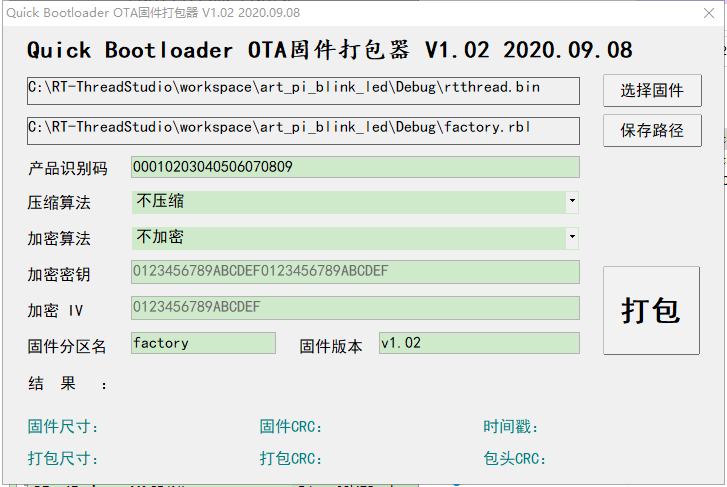 Quick Bootloader OTA固件打包器 V1.02 2020.09.08
Quick Bootloader OTA固件打包器 V1.02 2020.09.08
C:\RT-ThreadStudio\workspace\art_pi_blink_led\Debug\rtthread.bin
选择固件
C:\RT-ThreadStudio\workspace\art_pi_blink_led\Debug\factory.rbl
保存路径
产品识别码 00010203040506070809
压缩算法 不压缩
加密算法 不加密
加密密钥 0123456789ABCDEF0123456789ABCDEF
加密 IV 0123456789ABCDEF
打包
固件分区名 factory 固件版本 v1.02
结 果 :
固件尺寸: 固件CRC: 时间戳:
打包尺寸: 打包CRC: 包头CRC: